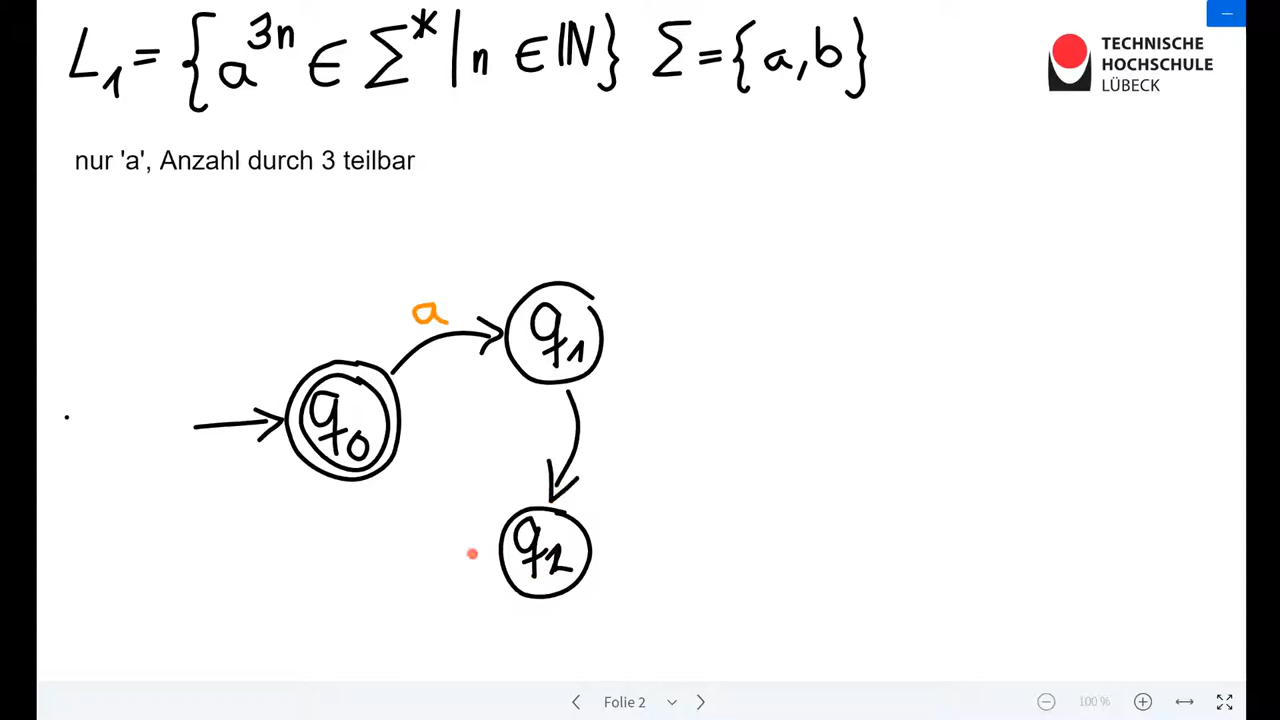 L₁ = {a³ⁿ ∈ Σ* | n ∈ ℕ} Σ = {a, b}
TECHNISCHE
HOCHSCHULE
LÜBECK
nur 'a', Anzahl durch 3 teilbar
a
q₁
q₀
q₂
Folie 2
100 %